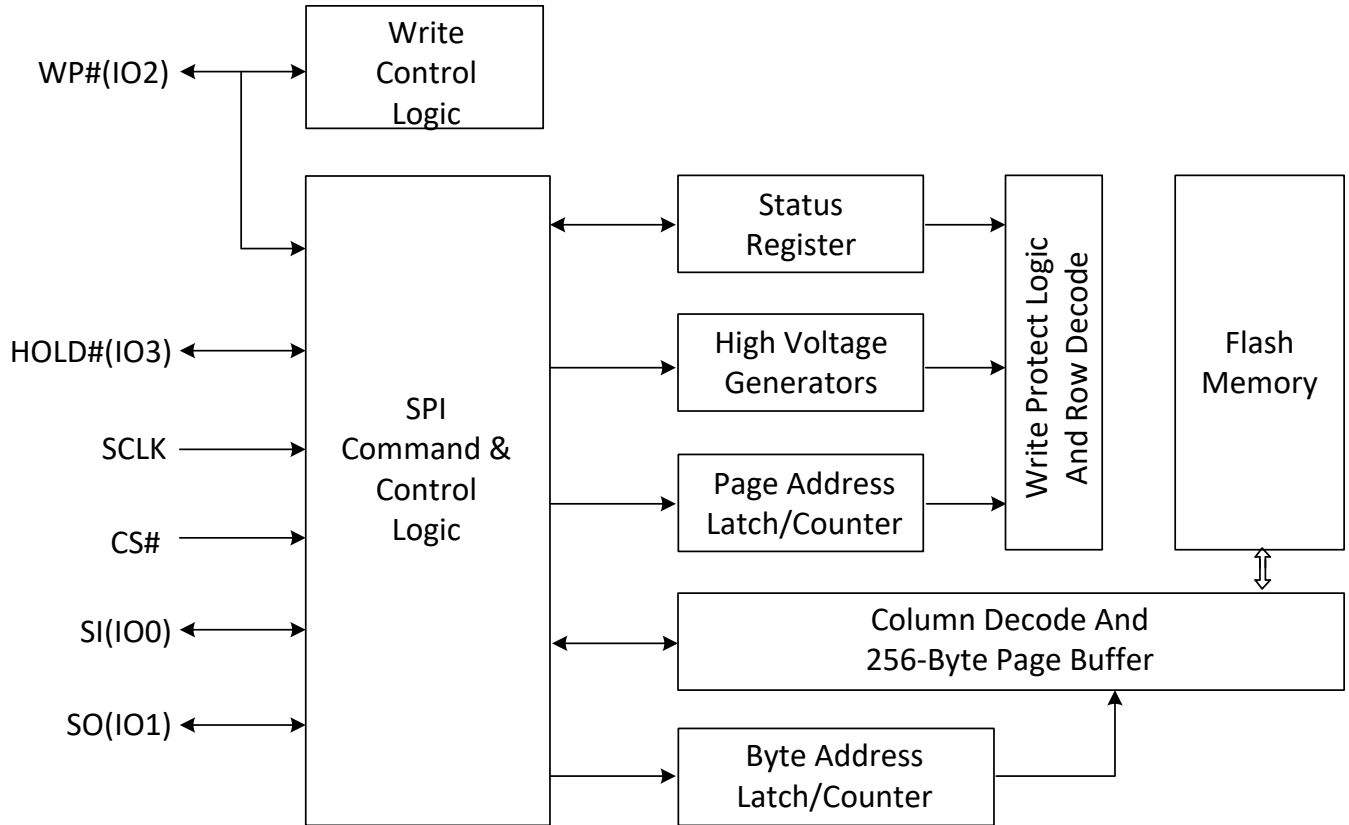 Write
Control
Logic
WP#(IO2)
HOLD#(IO3)
SCLK
CS#
SI(IO0)
SO(IO1)
SPI
Command &
Control
Logic
Status
Register
High Voltage
Generators
Page Address
Latch/Counter
Write Protect Logic
And Row Decode
Flash
Memory
Column Decode And
256-Byte Page Buffer
Byte Address
Latch/Counter